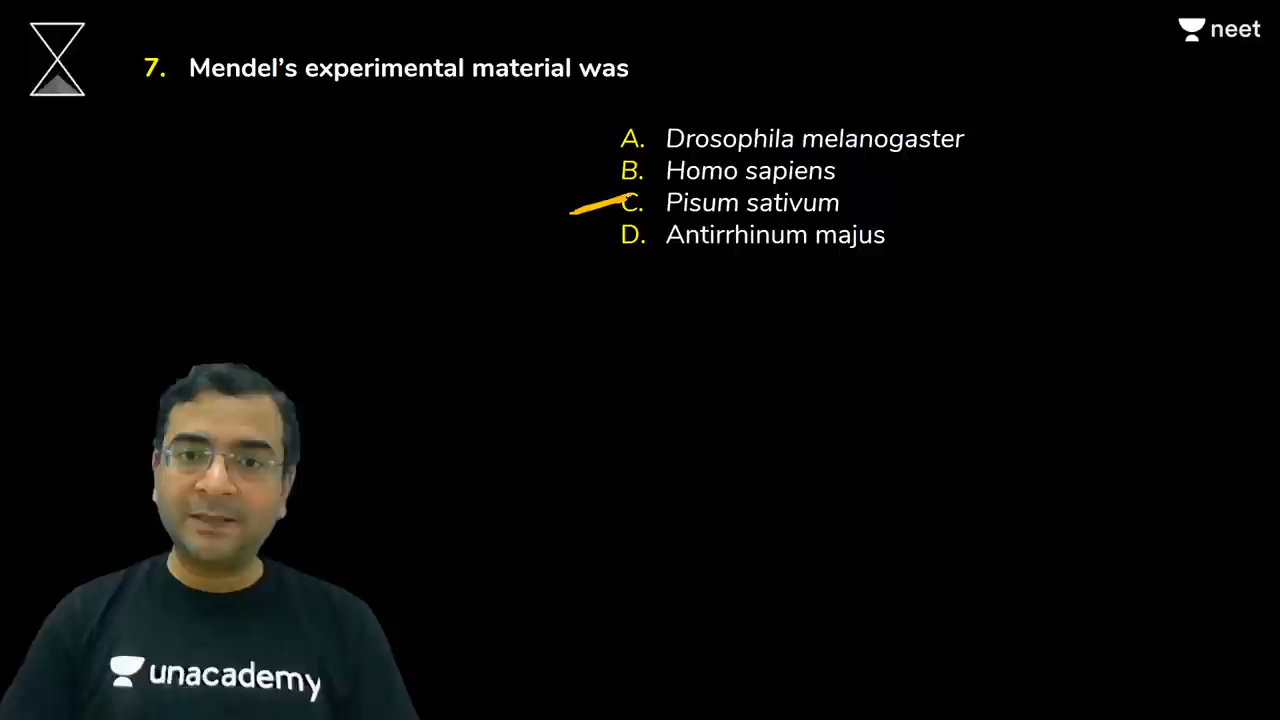 neet
7. Mendel's experimental material was
A. Drosophila melanogaster
B. Homo sapiens
C. Pisum sativum
D. Antirrhinum majus
unacademy